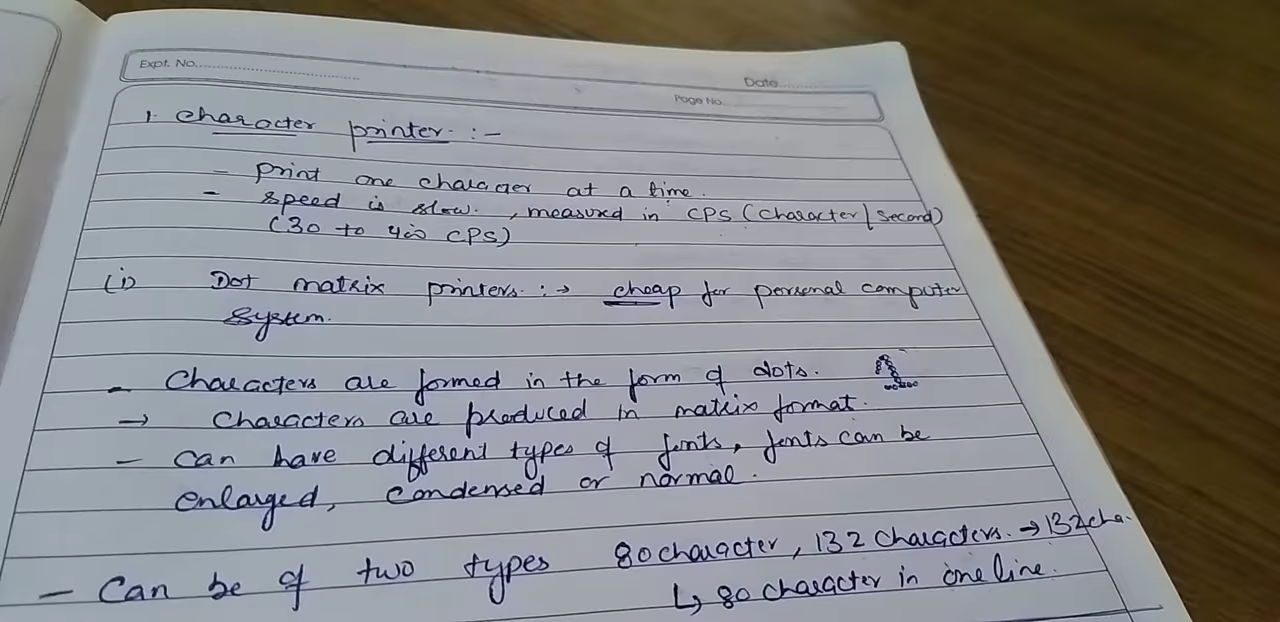 Expt. No.
Date
Page No.
1. Character printer :-
- Print one character at a time.
- speed is slow. , measured in CPS (Character/second)
(30 to 400 CPS)
(i) Dot matrix printers :→ cheap for personal computer
System.
- Characters are formed in the form of dots.
→ Characters are produced in matrix format.
- Can have different types of fonts, fonts can be
enlarged, condensed or normal.
- Can be of two types 80 character, 132 characters. → 132 cha.
↳ 80 character in one line.